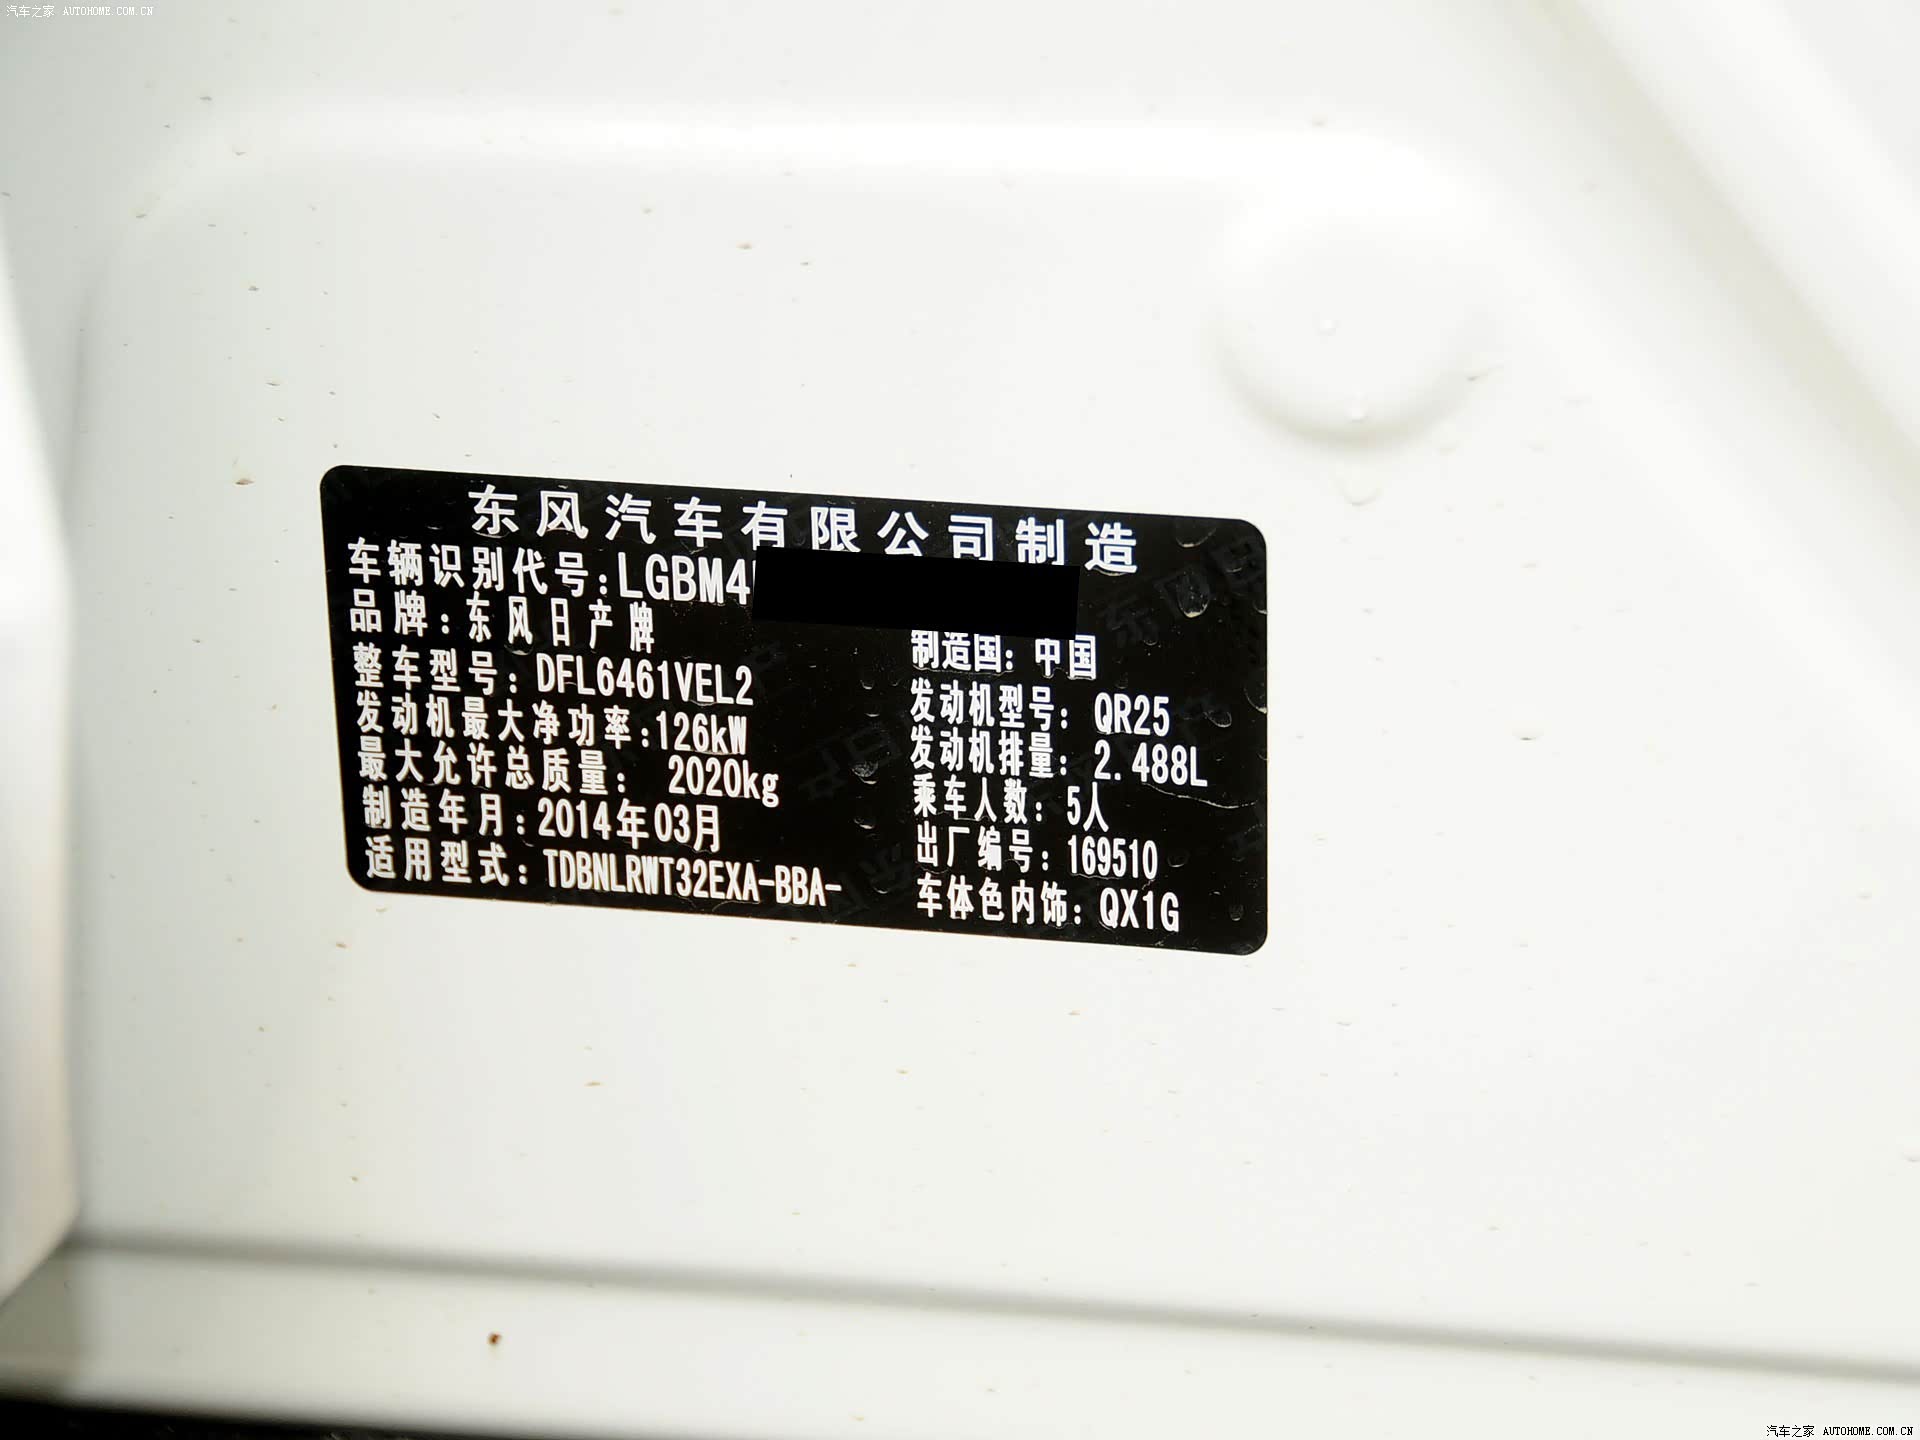 汽车之家 AUTOHOME.COM.CN
东风汽车有限公司制造
车辆识别代号:LGBM4
品牌:东风日产牌 制造国:中国
整车型号:DFL6461VEL2 发动机型号:QR25
发动机最大净功率:126kW 发动机排量:2.488L
最大允许总质量: 2020kg 乘车人数:5人
制造年月:2014年03月 出厂编号:169510
适用型式:TDBNLRWT32EXA-BBA- 车体色内饰:QX1G
汽车之家 AUTOHOME.COM.CN